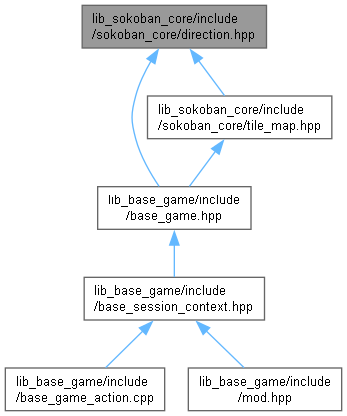 lib_sokoban_core/include
/sokoban_core/direction.hpp
lib_sokoban_core/include
/sokoban_core/tile_map.hpp
lib_base_game/include
/base_game.hpp
lib_base_game/include
/base_session_context.hpp
lib_base_game/include
/base_game_action.cpp
lib_base_game/include
/mod.hpp